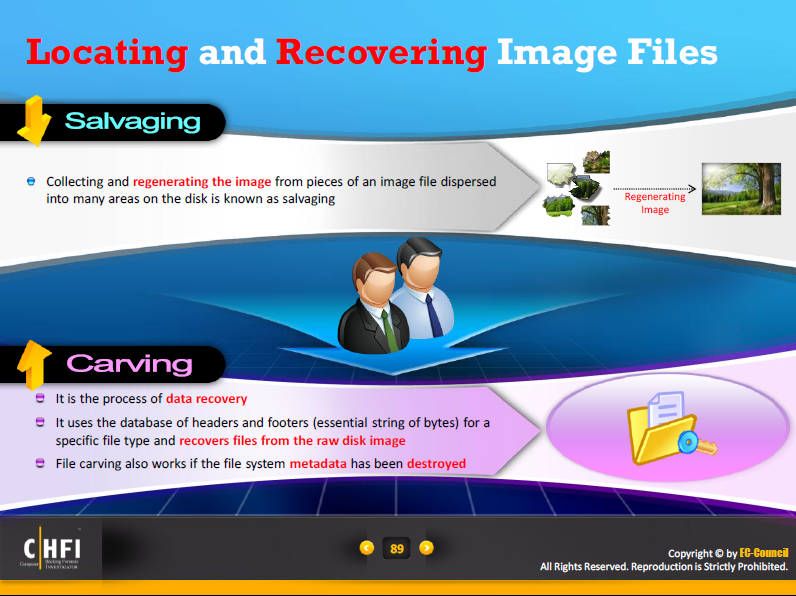 Locating and Recovering Image Files
Salvaging
Collecting and regenerating the image from pieces of an image file dispersed
into many areas on the disk is known as salvaging
Regenerating
Image
Carving
It is the process of data recovery
It uses the database of headers and footers (essential string of bytes) for a
specific file type and recovers files from the raw disk image
File carving also works if the file system metadata has been destroyed
CHFI
Computer Hacking Forensic
INVESTIGATOR
89
Copyright © by EC-Council
All Rights Reserved. Reproduction is Strictly Prohibited.